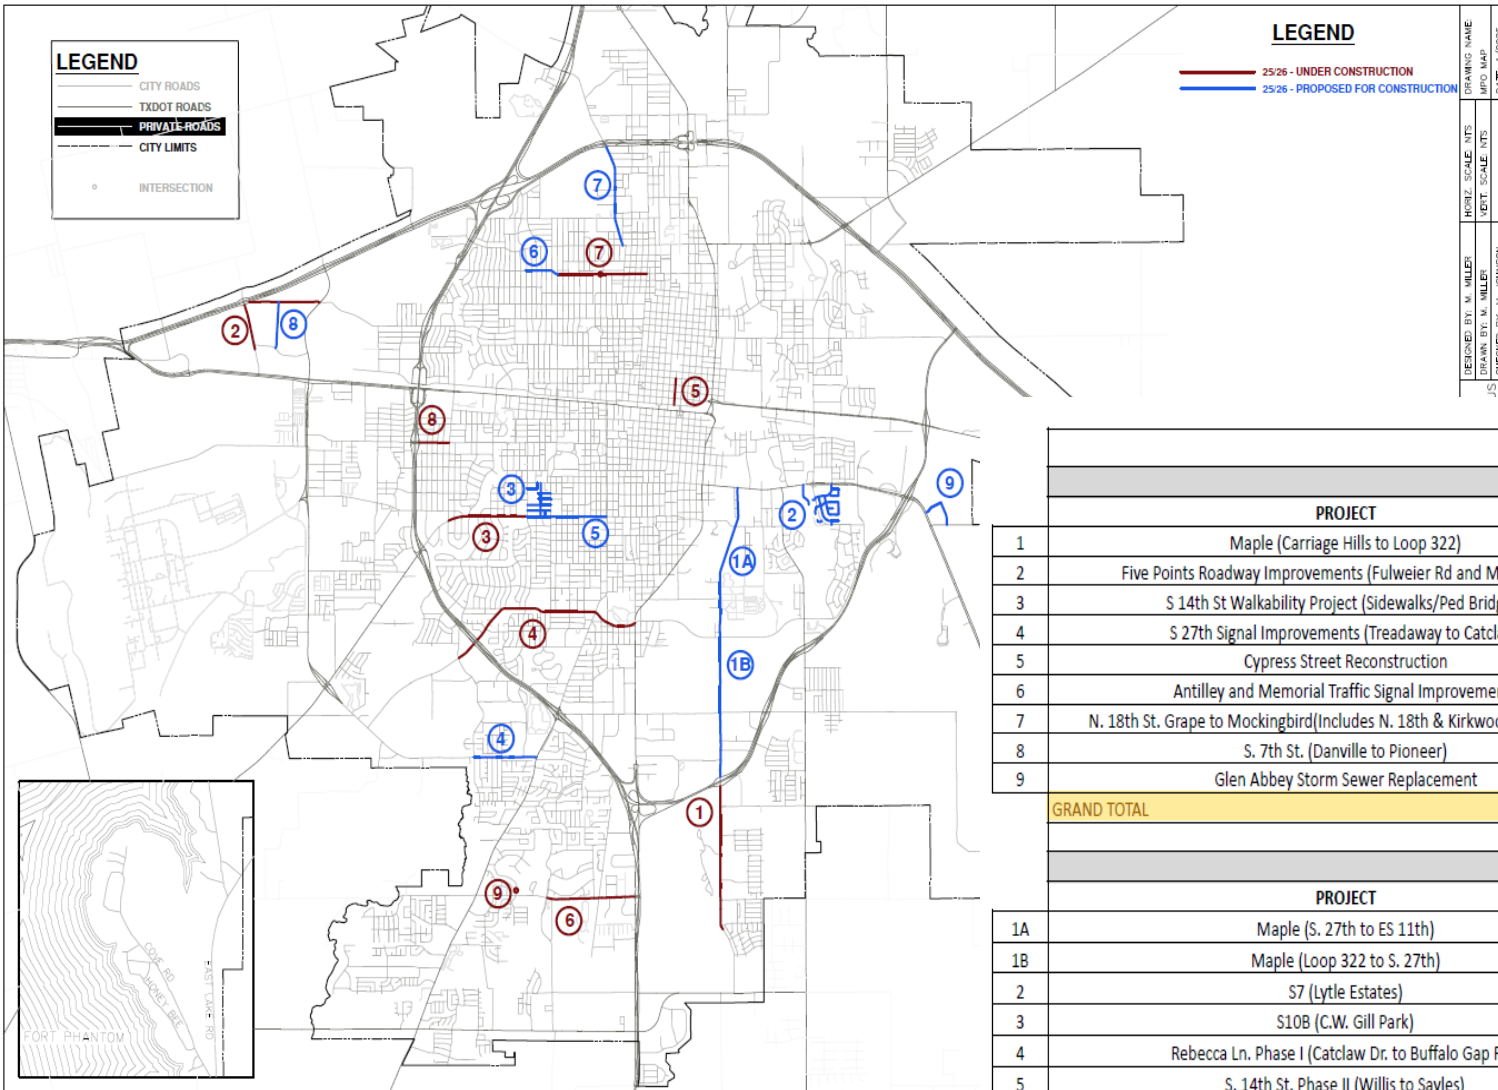 LEGEND
CITY ROADS
TXDOT ROADS
PRIVATE ROADS
CITY LIMITS
INTERSECTION
LEGEND
25/26 - UNDER CONSTRUCTION
25/26 - PROPOSED FOR CONSTRUCTION
DRAWING NAME:
MPO MAP
HORIZ. SCALE: NTS
VERT. SCALE: NTS
DESIGNED BY: M. MILLER
DRAWN BY: M. MILLER
7
6
7
2
8
5
8
3
3
5
2
9
1A
4
1B
4
1
9
6
COVE RD
HONEY BEE
EAST LAKE RD
FORT PHANTOM
PROJECT
1 Maple (Carriage Hills to Loop 322)
2 Five Points Roadway Improvements (Fulweier Rd and M
3 S 14th St Walkability Project (Sidewalks/Ped Bridg
4 S 27th Signal Improvements (Treadaway to Catcla
5 Cypress Street Reconstruction
6 Antilley and Memorial Traffic Signal Improvemen
7 N. 18th St. Grape to Mockingbird(Includes N. 18th & Kirkwoo
8 S. 7th St. (Danville to Pioneer)
9 Glen Abbey Storm Sewer Replacement
GRAND TOTAL
PROJECT
1A Maple (S. 27th to ES 11th)
1B Maple (Loop 322 to S. 27th)
2 S7 (Lytle Estates)
3 S10B (C.W. Gill Park)
4 Rebecca Ln. Phase I (Catclaw Dr. to Buffalo Gap R
5 S. 14th St. Phase II (Willis to Sayles)